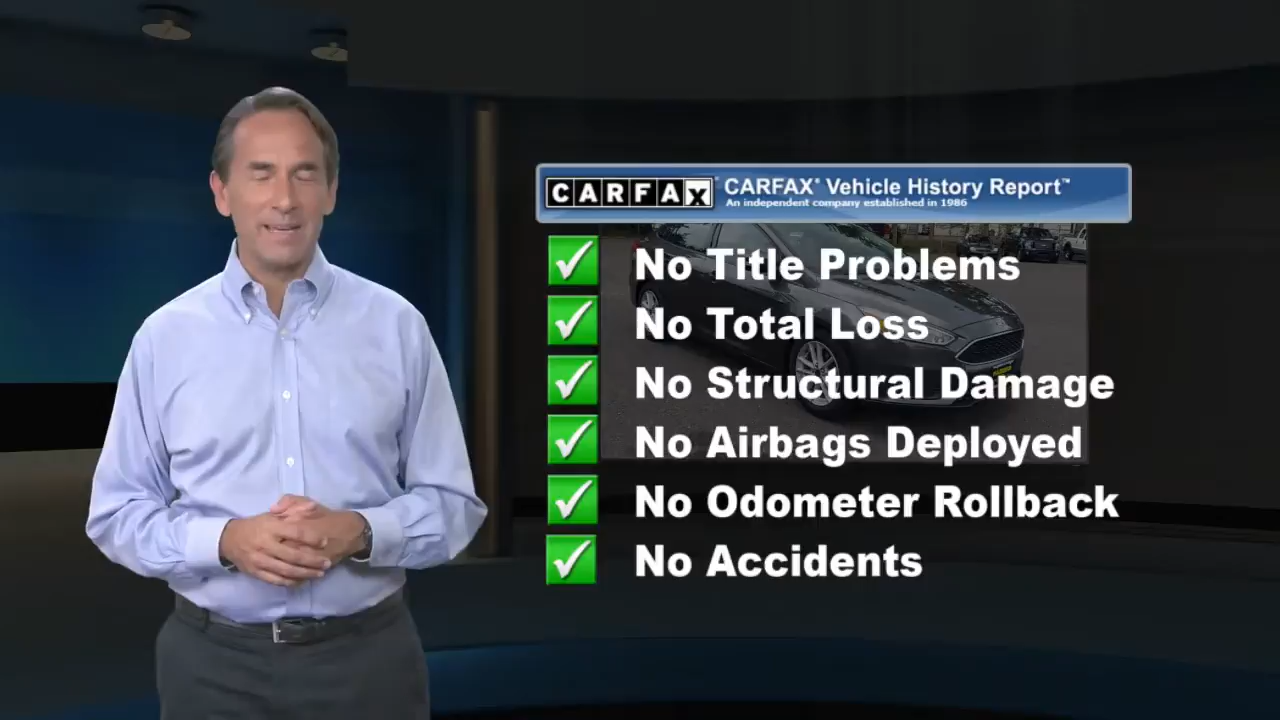 CARFAX CARFAX® Vehicle History Report™
An independent company established in 1986
No Title Problems
No Total Loss
No Structural Damage
No Airbags Deployed
No Odometer Rollback
No Accidents